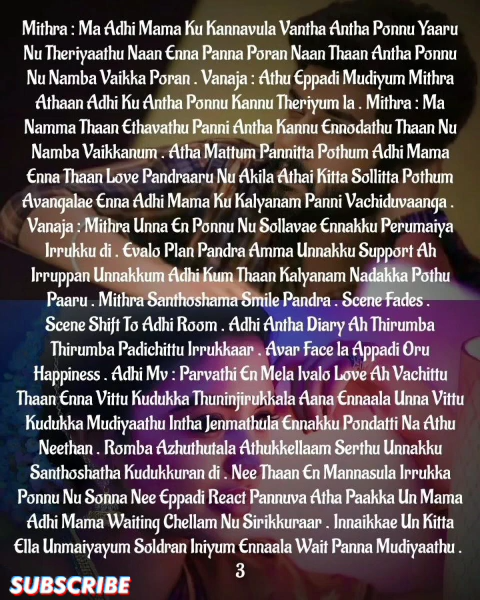 Mithra : Ma Adhi Mama Ku Kannavula Vantha Antha Ponnu Yaaru
Nu Theriyaathu Naan Enna Panna Poran Naan Thaan Antha Ponnu
Nu Namba Vaikka Poran . Vanaja : Athu Eppadi Mudiyum Mithra
Athaan Adhi Ku Antha Ponnu Kannu Theriyum la . Mithra : Ma
Namma Thaan Ethavathu Panni Antha Kannu Ennodathu Thaan Nu
Namba Vaikkanum . Atha Mattum Pannitta Pothum Adhi Mama
Enna Thaan Love Pandraaru Nu Akila Athai Kitta Sollitta Pothum
Avangalae Enna Adhi Mama Ku Kalyanam Panni Vachiduvaanga .
Vanaja : Mithra Unna En Ponnu Nu Sollavae Ennakku Perumaiya
Irrukku di . Evalo Plan Pandra Amma Unnakku Support Ah
Irruppan Unnakkum Adhi Kum Thaan Kalyanam Nadakka Pothu
Paaru . Mithra Santhoshama Smile Pandra . Scene Fades .
Scene Shift To Adhi Room . Adhi Antha Diary Ah Thirumba
Thirumba Padichittu Irrukkaar . Avar Face la Appadi Oru
Happiness . Adhi Mv : Parvathi En Mela Ivalo Love Ah Vachittu
Thaan Enna Vittu Kudukka Thuninjirukkala Aana Ennaala Unna Vittu
Kudukka Mudiyaathu Intha Jenmathula Ennakku Pondatti Na Athu
Neethan . Romba Azhuthutala Athukkellaam Serthu Unnakku
Santhoshatha Kudukkuran di . Nee Thaan En Mannasula Irrukka
Ponnu Nu Sonna Nee Eppadi React Pannuva Atha Paakka Un Mama
Adhi Mama Waiting Chellam Nu Sirikkuraar . Innaikkae Un Kitta
Ella Unmaiyayum Soldran Iniyum Ennaala Wait Panna Mudiyaathu .
3
SUBSCRIBE